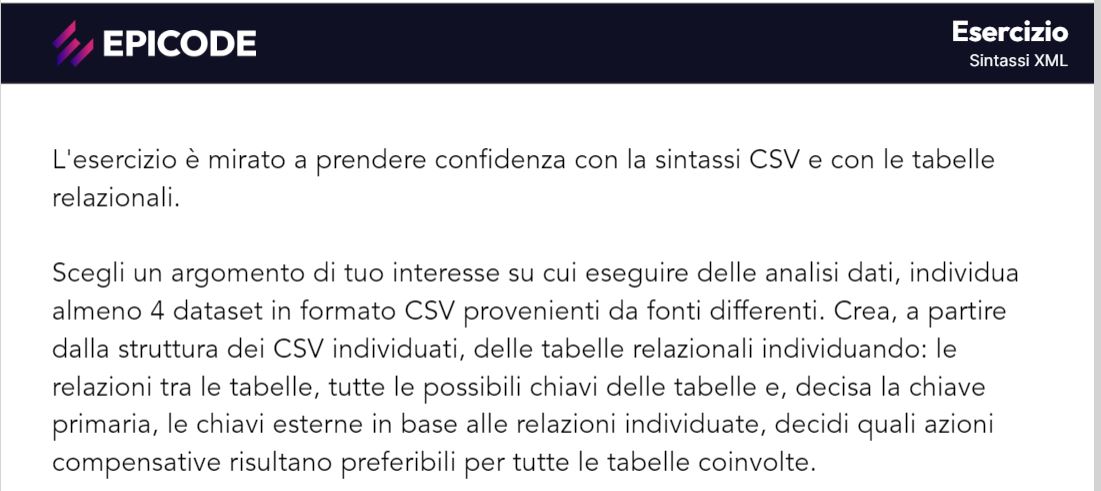 EPICODE
Esercizio
Sintassi XML
L'esercizio è mirato a prendere confidenza con la sintassi CSV e con le tabelle
relazionali.
Scegli un argomento di tuo interesse su cui eseguire delle analisi dati, individua
almeno 4 dataset in formato CSV provenienti da fonti differenti. Crea, a partire
dalla struttura dei CSV individuati, delle tabelle relazionali individuando: le
relazioni tra le tabelle, tutte le possibili chiavi delle tabelle e, decisa la chiave
primaria, le chiavi esterne in base alle relazioni individuate, decidi quali azioni
compensative risultano preferibili per tutte le tabelle coinvolte.